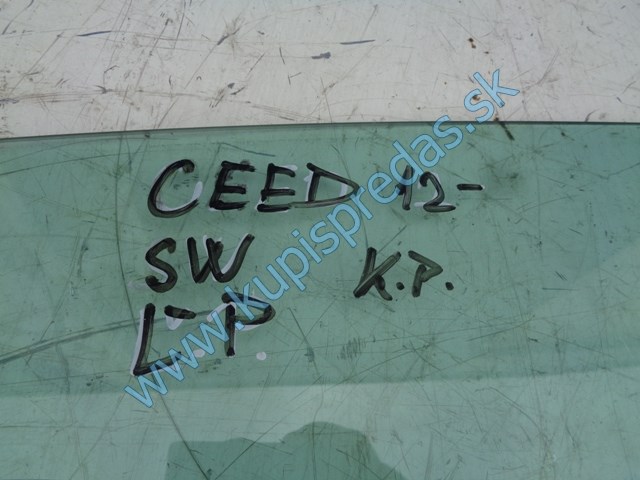 CEED 12-
SW K.P.
L.P.
www.kupispredas.sk